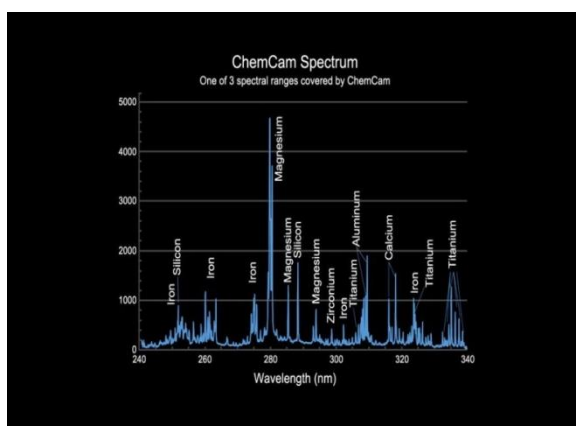 ChemCam Spectrum
One of 3 spectral ranges covered by ChemCam
5000
4000
3000
2000
1000
0
Iron
Silicon
Iron
Iron
Magnesium
Magnesium
Silicon
Magnesium
Zirconium
Iron
Titanium
Aluminum
Calcium
Iron
Titanium
Titanium
240
260
280
300
320
340
Wavelength (nm)